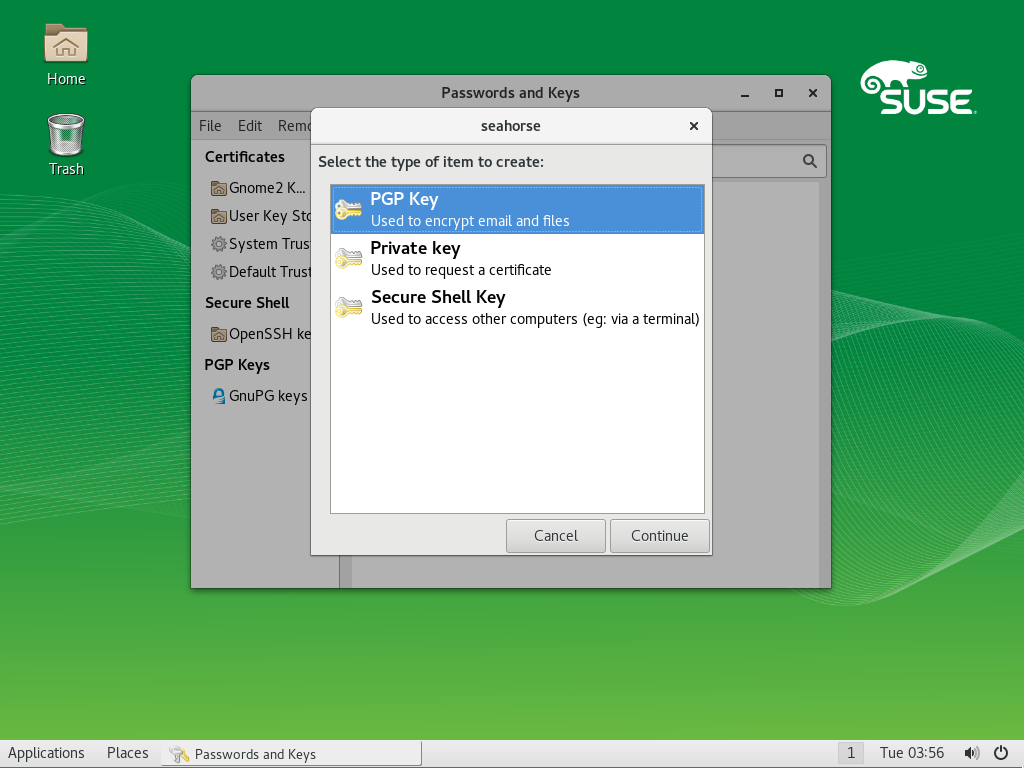 Home
Trash
SUSE
Passwords and Keys
File Edit Remo
seahorse
Select the type of item to create:
Certificates
Gnome2 K...
User Key Sto
System Trus
Default Trust
Secure Shell
OpenSSH ke
PGP Keys
GnuPG keys
PGP Key
Used to encrypt email and files
Private key
Used to request a certificate
Secure Shell Key
Used to access other computers (eg: via a terminal)
Cancel Continue
Applications Places Passwords and Keys 1 Tue 03:56